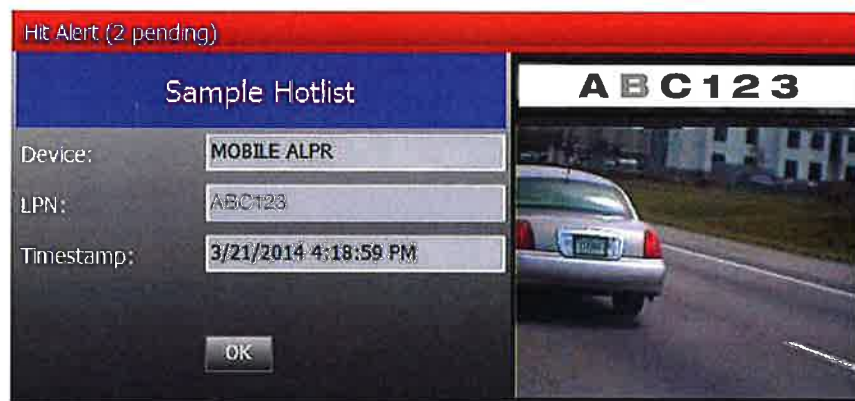 Hit Alert (2 pending)
Sample Hotlist
ABC123
Device: MOBILE ALPR
LPN: ABC123
Timestamp: 3/21/2014 4:18:59 PM
OK